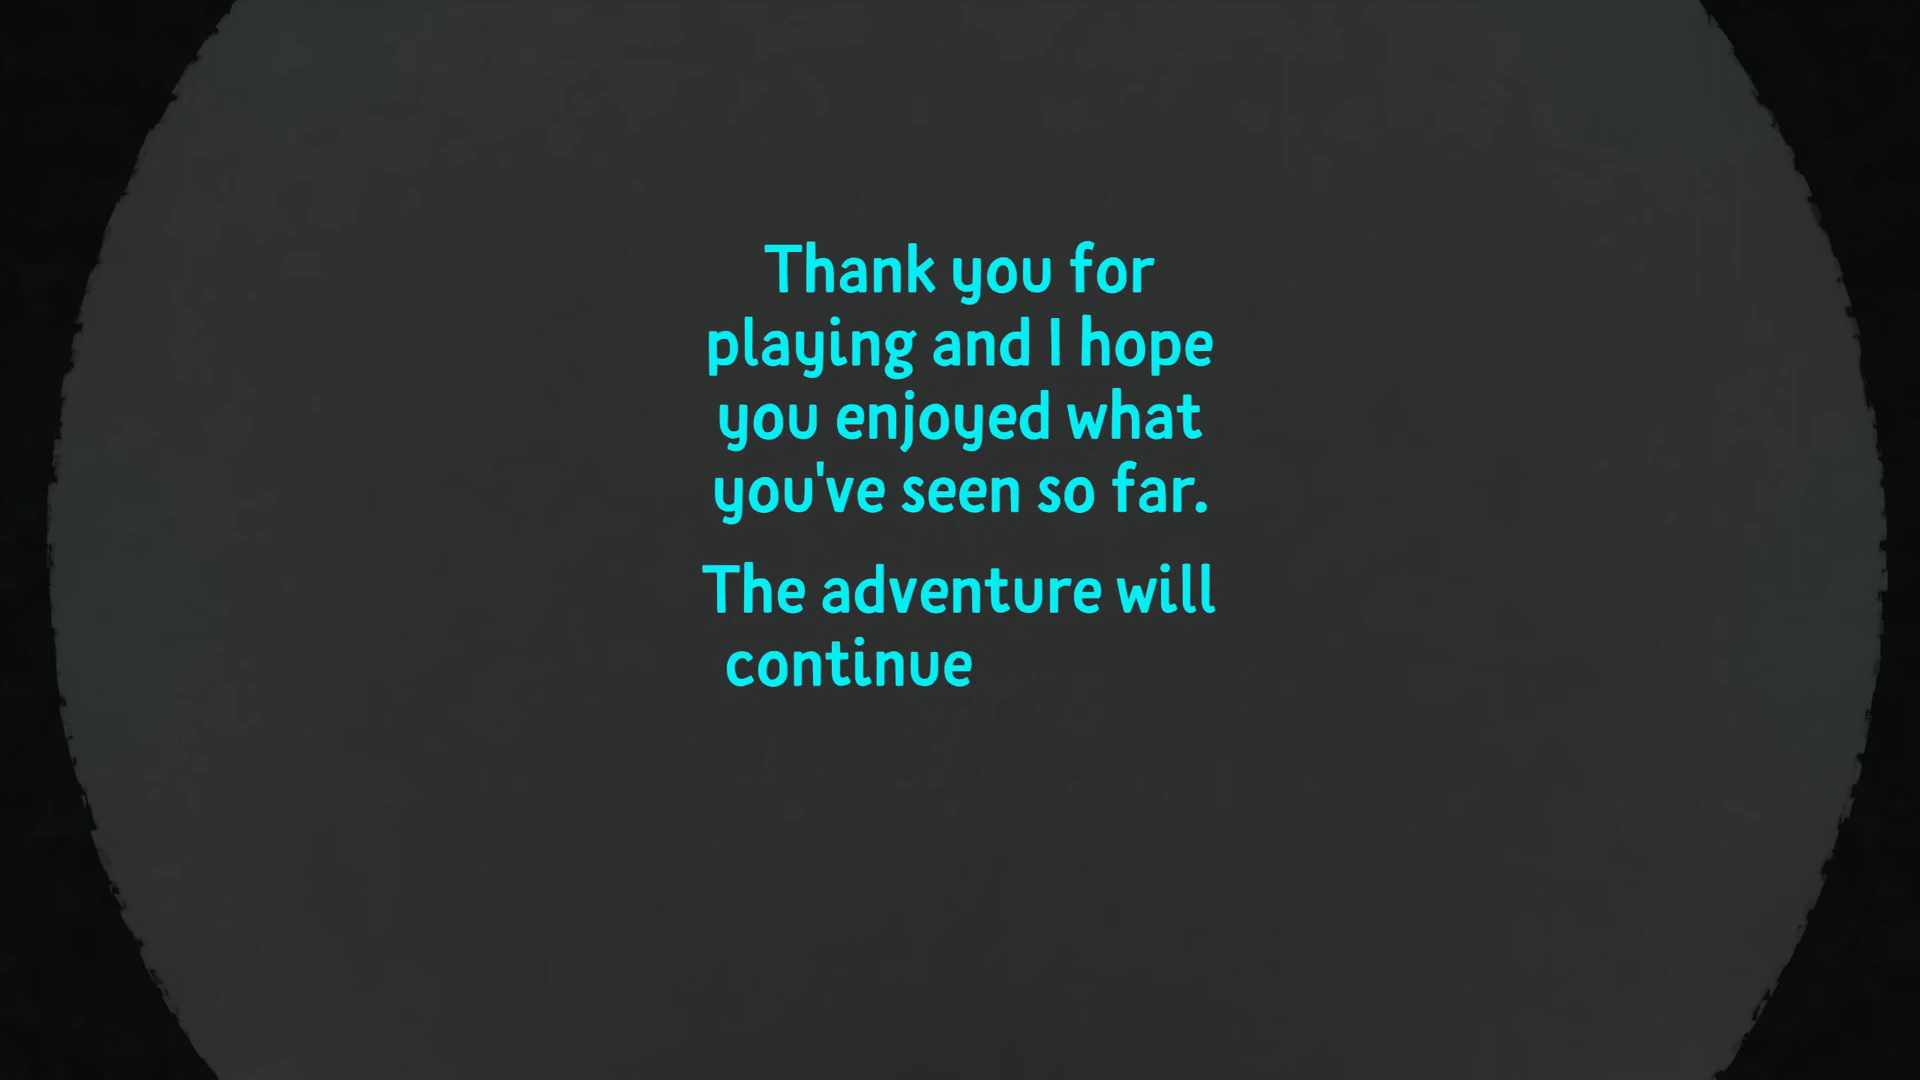 Thank you for
playing and I hope
you enjoyed what
you've seen so far.
The adventure will
continue